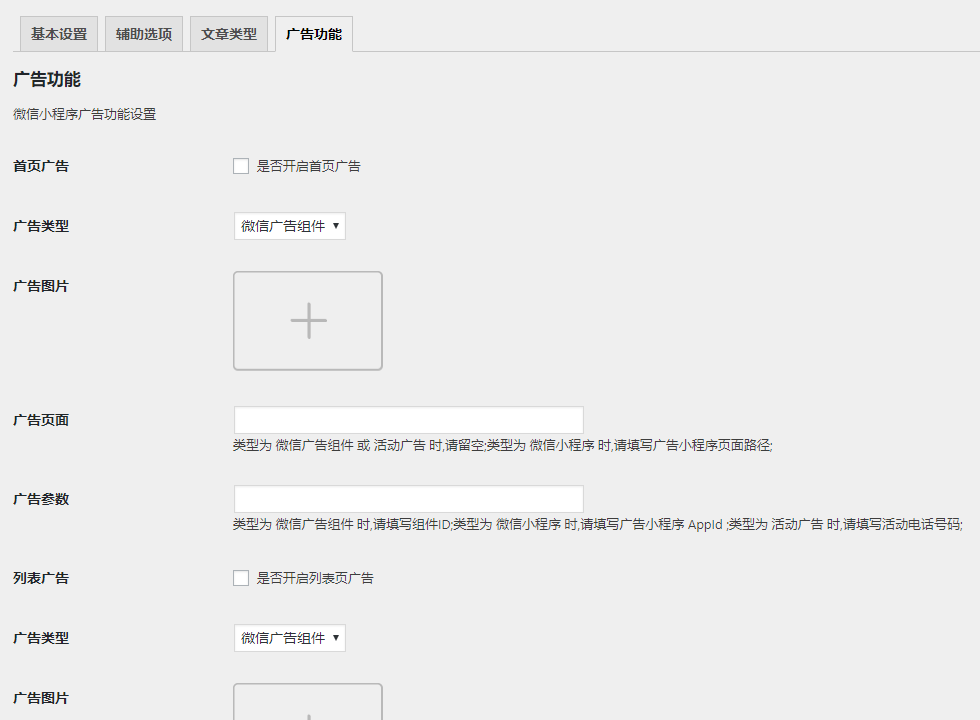 基本设置 辅助选项 文章类型 广告功能
广告功能
微信小程序广告功能设置
首页广告 是否开启首页广告
广告类型 微信广告组件
广告图片
广告页面
类型为 微信广告组件 或 活动广告 时,请留空;类型为 微信小程序 时,请填写广告小程序页面路径;
广告参数
类型为 微信广告组件 时,请填写组件ID;类型为 微信小程序 时,请填写广告小程序 AppId ;类型为 活动广告 时,请填写活动电话号码;
列表广告 是否开启列表页广告
广告类型 微信广告组件
广告图片